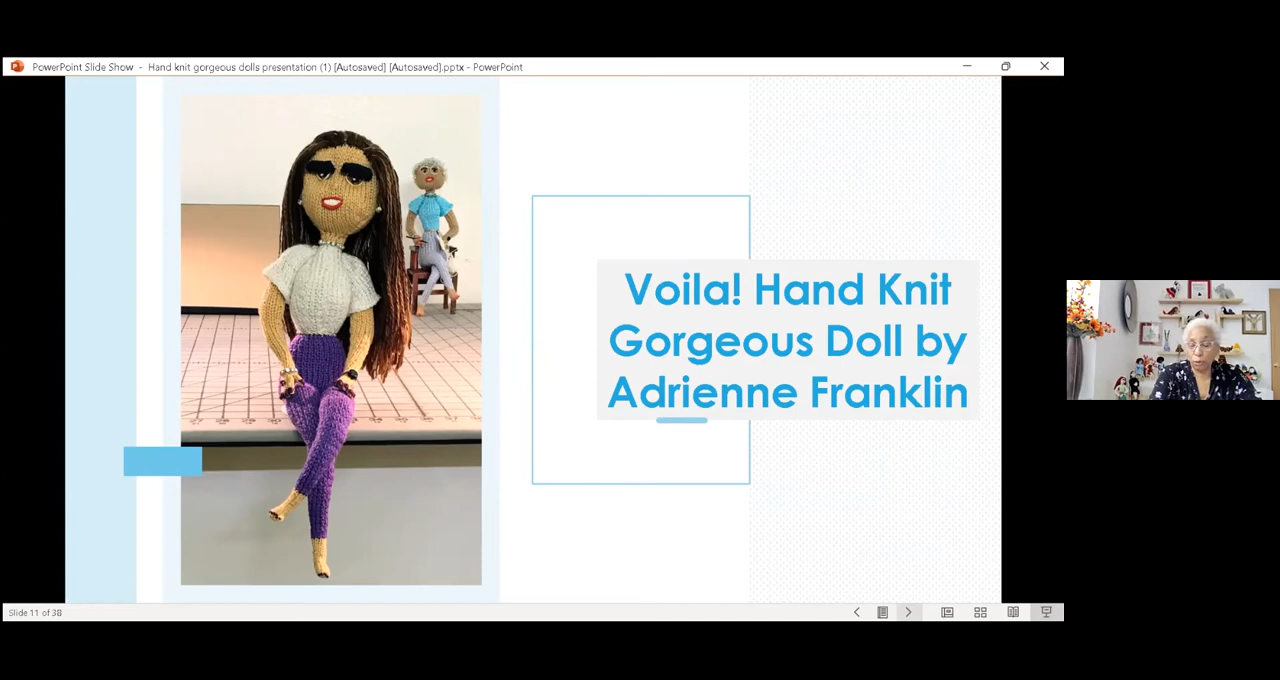 PowerPoint Slide Show - Hand knit gorgeous dolls presentation (1) [Autosaved] [Autosaved].pptx - PowerPoint
Voila! Hand Knit
Gorgeous Doll by
Adrienne Franklin
Slide 11 of 38